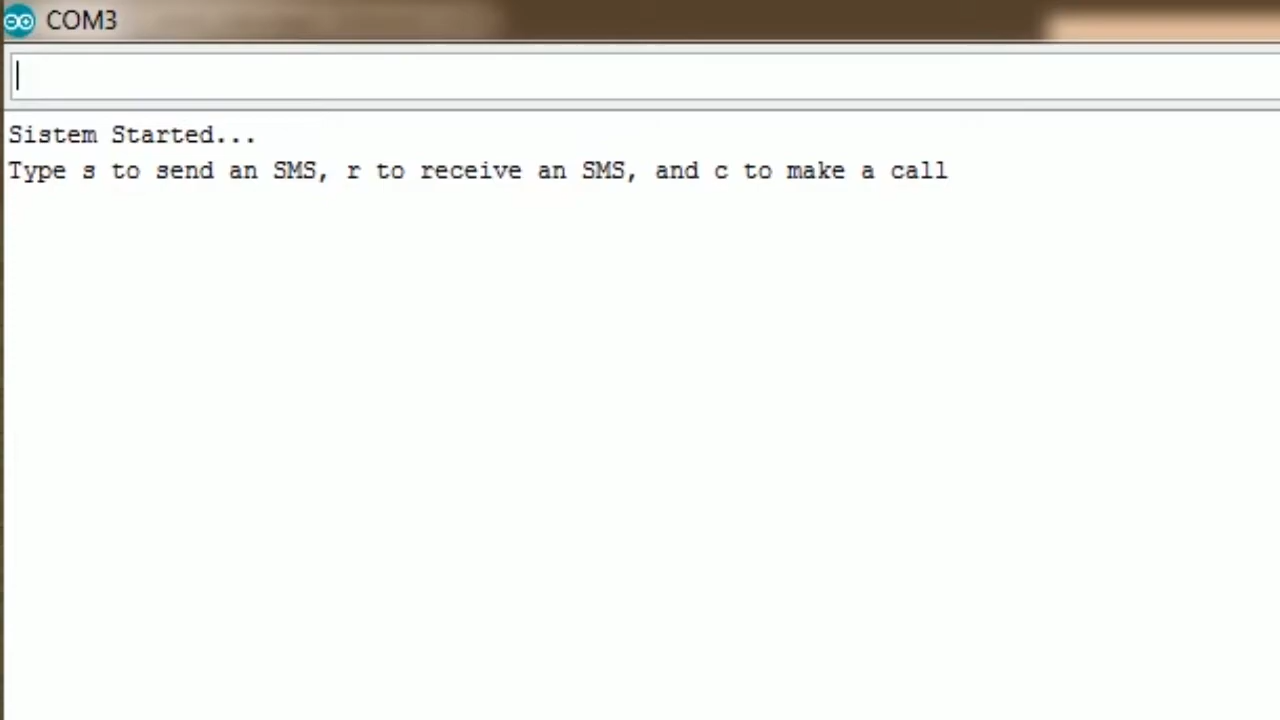 COM3
Sistem Started...
Type s to send an SMS, r to receive an SMS, and c to make a call